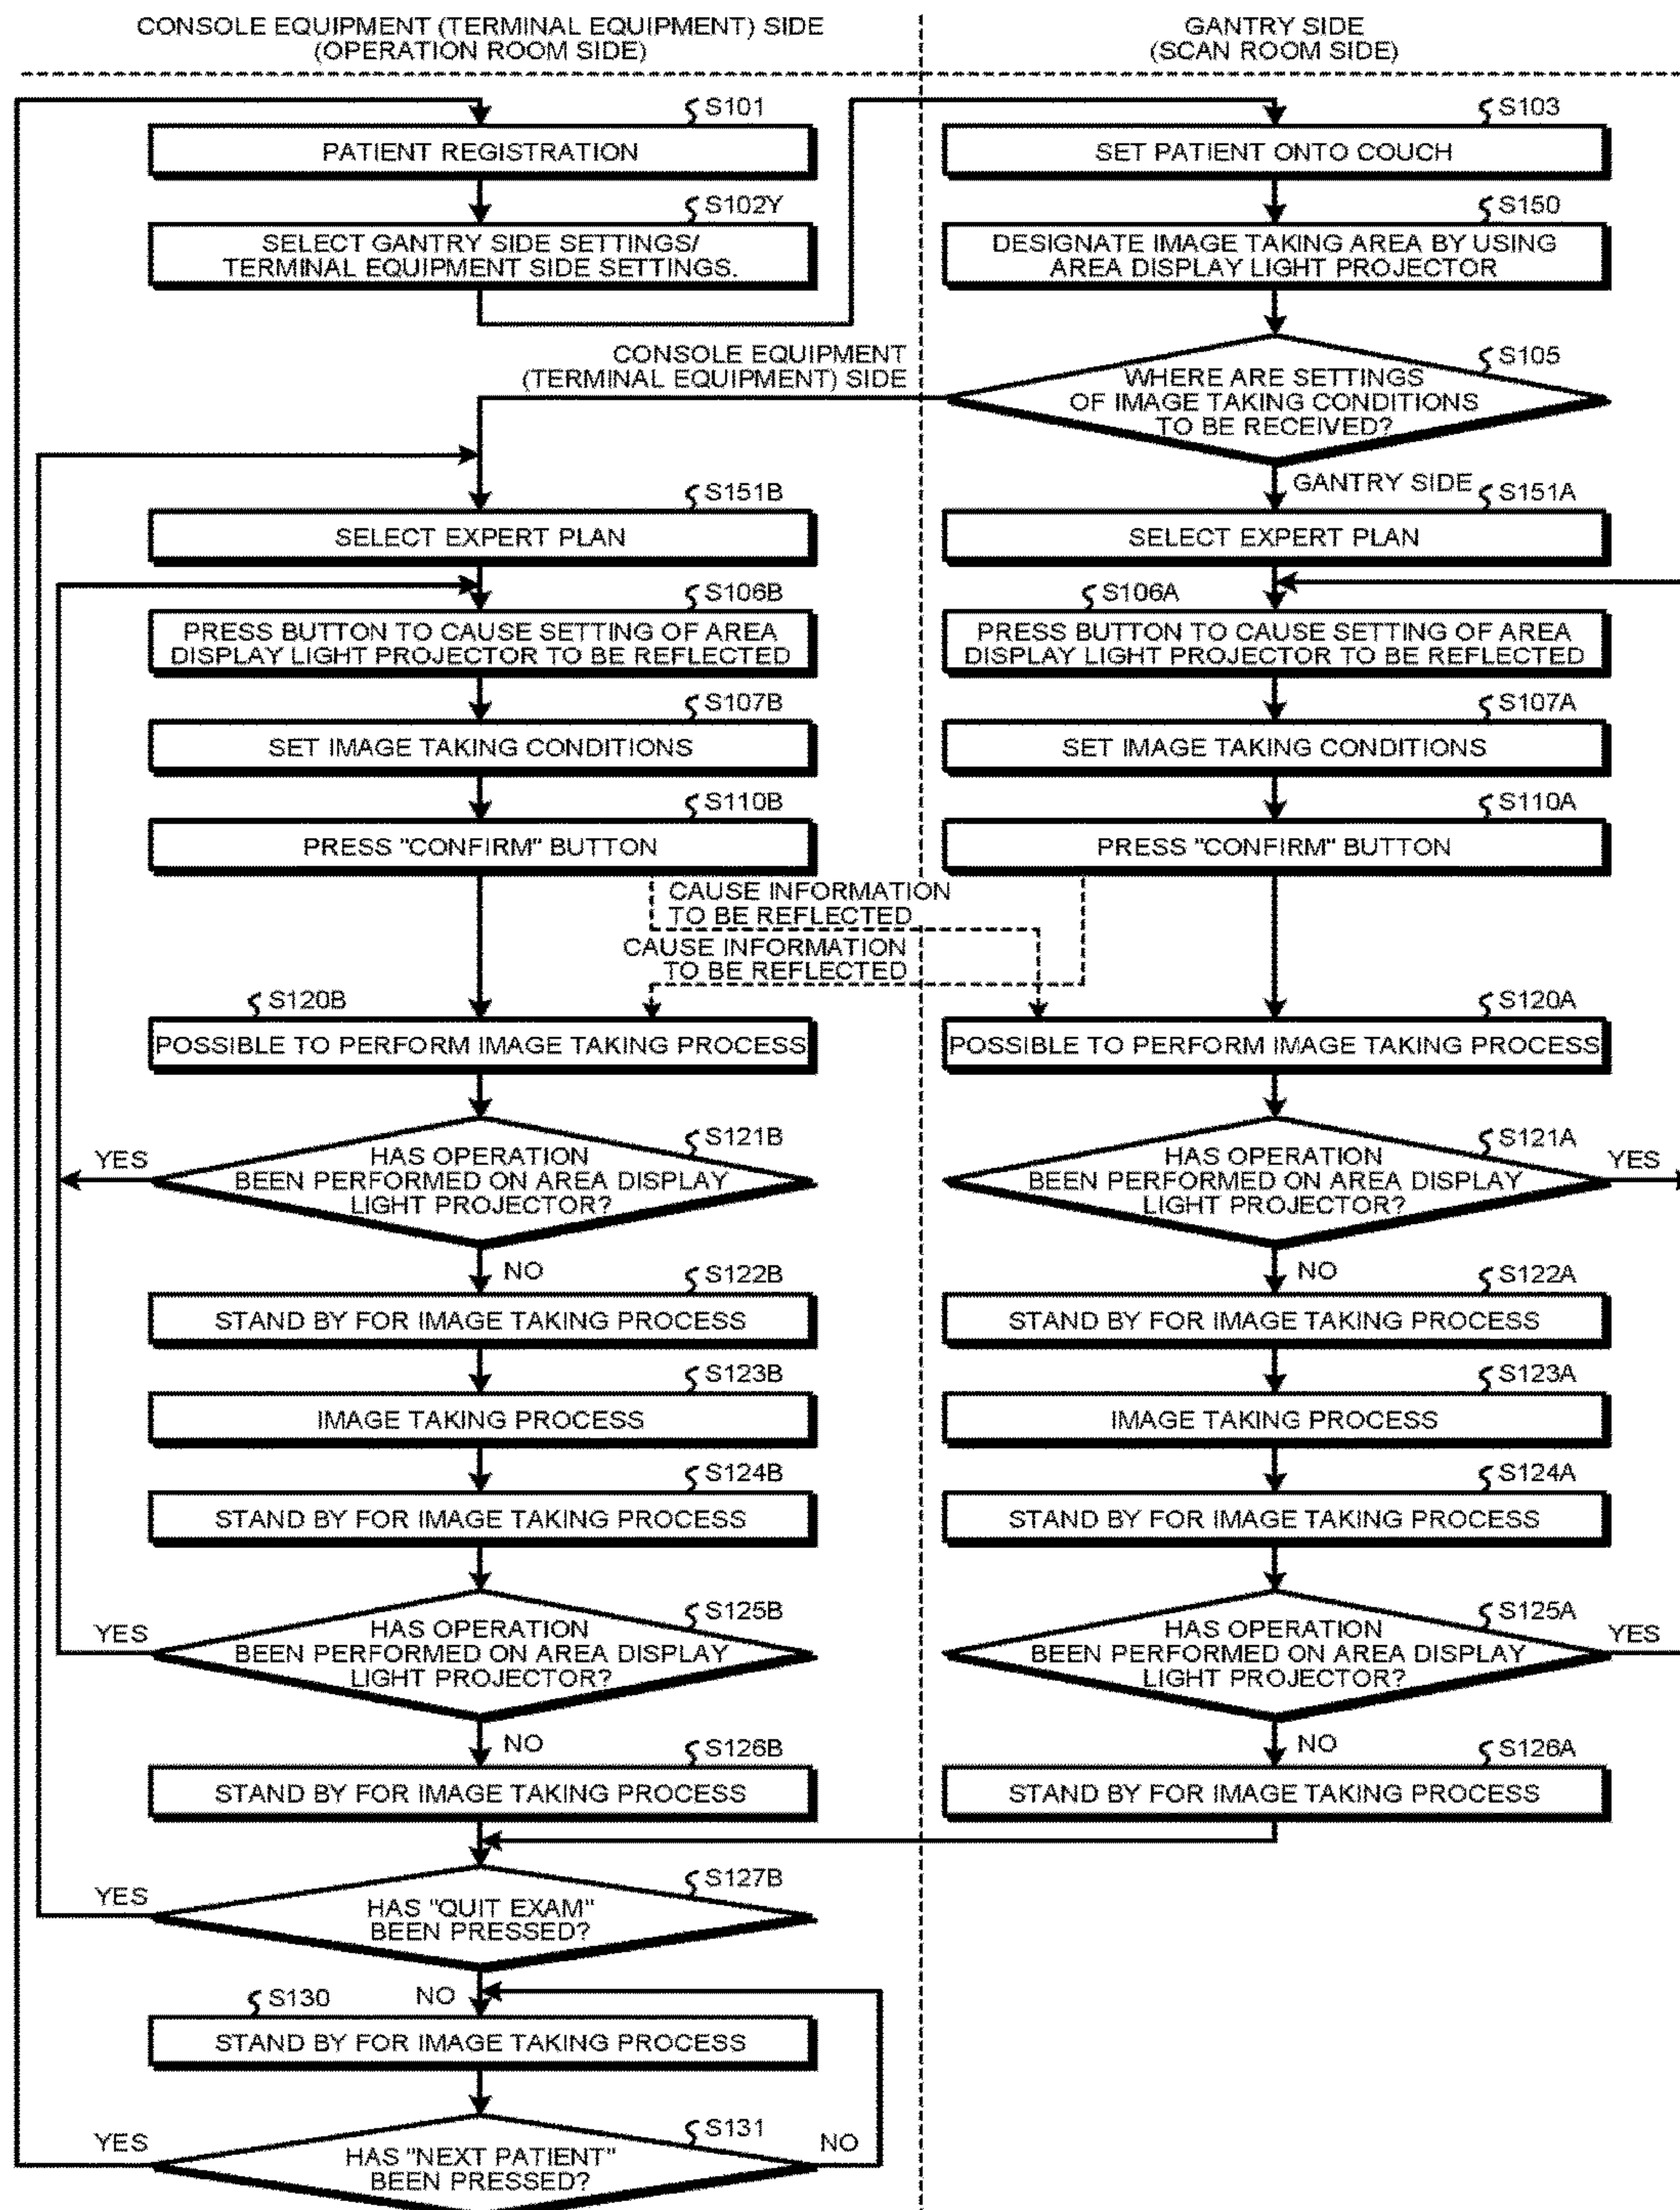 CONSOLE EQUIPMENT (TERMINAL EQUIPMENT) SIDE
(OPERATION ROOM SIDE)
GANTRY SIDE
(SCAN ROOM SIDE)
S101
PATIENT REGISTRATION
S102Y
SELECT GANTRY SIDE SETTINGS/
TERMINAL EQUIPMENT SIDE SETTINGS.
S103
SET PATIENT ONTO COUCH
S150
DESIGNATE IMAGE TAKING AREA BY USING
AREA DISPLAY LIGHT PROJECTOR
S105
WHERE ARE SETTINGS
OF IMAGE TAKING CONDITIONS
TO BE RECEIVED?
CONSOLE EQUIPMENT
(TERMINAL EQUIPMENT) SIDE
GANTRY SIDE
S151B
SELECT EXPERT PLAN
S151A
SELECT EXPERT PLAN
S106B
PRESS BUTTON TO CAUSE SETTING OF AREA
DISPLAY LIGHT PROJECTOR TO BE REFLECTED
S106A
PRESS BUTTON TO CAUSE SETTING OF AREA
DISPLAY LIGHT PROJECTOR TO BE REFLECTED
S107B
SET IMAGE TAKING CONDITIONS
S107A
SET IMAGE TAKING CONDITIONS
S110B
PRESS "CONFIRM" BUTTON
S110A
PRESS "CONFIRM" BUTTON
CAUSE INFORMATION
TO BE REFLECTED
CAUSE INFORMATION
TO BE REFLECTED
S120B
POSSIBLE TO PERFORM IMAGE TAKING PROCESS
S120A
POSSIBLE TO PERFORM IMAGE TAKING PROCESS
S121B
HAS OPERATION
BEEN PERFORMED ON AREA DISPLAY
LIGHT PROJECTOR?
YES
NO
S121A
HAS OPERATION
BEEN PERFORMED ON AREA DISPLAY
LIGHT PROJECTOR?
YES
NO
S122B
STAND BY FOR IMAGE TAKING PROCESS
S122A
STAND BY FOR IMAGE TAKING PROCESS
S123B
IMAGE TAKING PROCESS
S123A
IMAGE TAKING PROCESS
S124B
STAND BY FOR IMAGE TAKING PROCESS
S124A
STAND BY FOR IMAGE TAKING PROCESS
S125B
HAS OPERATION
BEEN PERFORMED ON AREA DISPLAY
LIGHT PROJECTOR?
YES
NO
S125A
HAS OPERATION
BEEN PERFORMED ON AREA DISPLAY
LIGHT PROJECTOR?
YES
NO
S126B
STAND BY FOR IMAGE TAKING PROCESS
S126A
STAND BY FOR IMAGE TAKING PROCESS
S127B
HAS "QUIT EXAM"
BEEN PRESSED?
YES
NO
S130
STAND BY FOR IMAGE TAKING PROCESS
S131
HAS "NEXT PATIENT"
BEEN PRESSED?
YES
NO